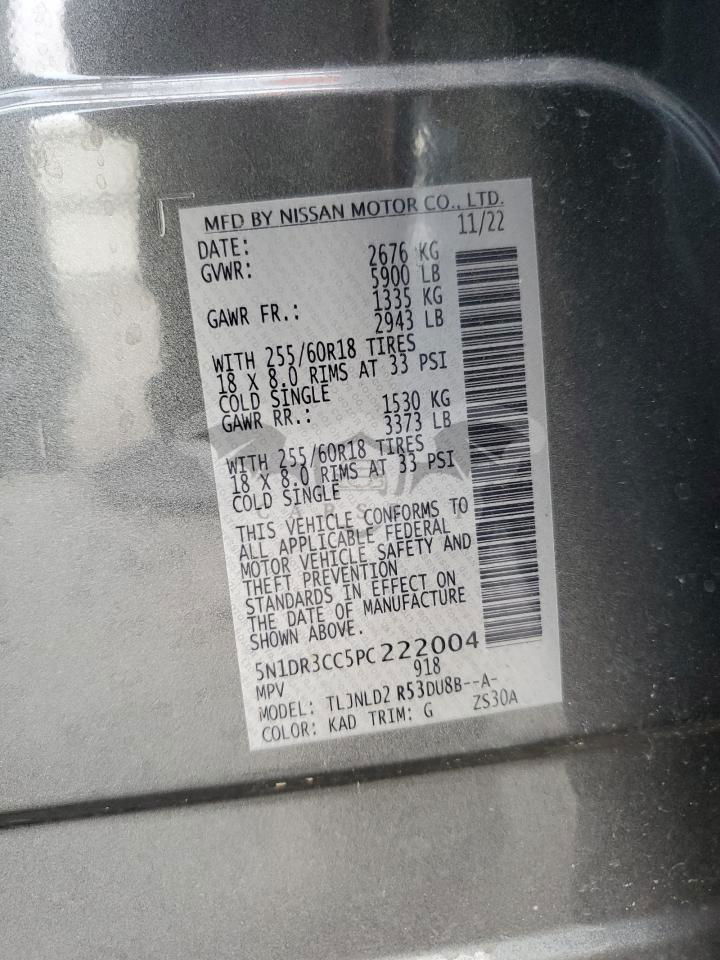 MFD BY NISSAN MOTOR CO., LTD.
DATE: 11/22
GVWR: 2676 KG
5900 LB
GAWR FR.: 1335 KG
2943 LB
WITH 255/60R18 TIRES
18 X 8.0 RIMS AT 33 PSI
COLD SINGLE
GAWR RR.: 1530 KG
3373 LB
WITH 255/60R18 TIRES
18 X 8.0 RIMS AT 33 PSI
COLD SINGLE
THIS VEHICLE CONFORMS TO
ALL APPLICABLE FEDERAL
MOTOR VEHICLE SAFETY AND
THEFT PREVENTION
STANDARDS IN EFFECT ON
THE DATE OF MANUFACTURE
SHOWN ABOVE.
5N1DR3CC5PC222004
MPV 918
MODEL: TLJNLD2 R53DU8B--A-
COLOR: KAD TRIM: G ZS30A